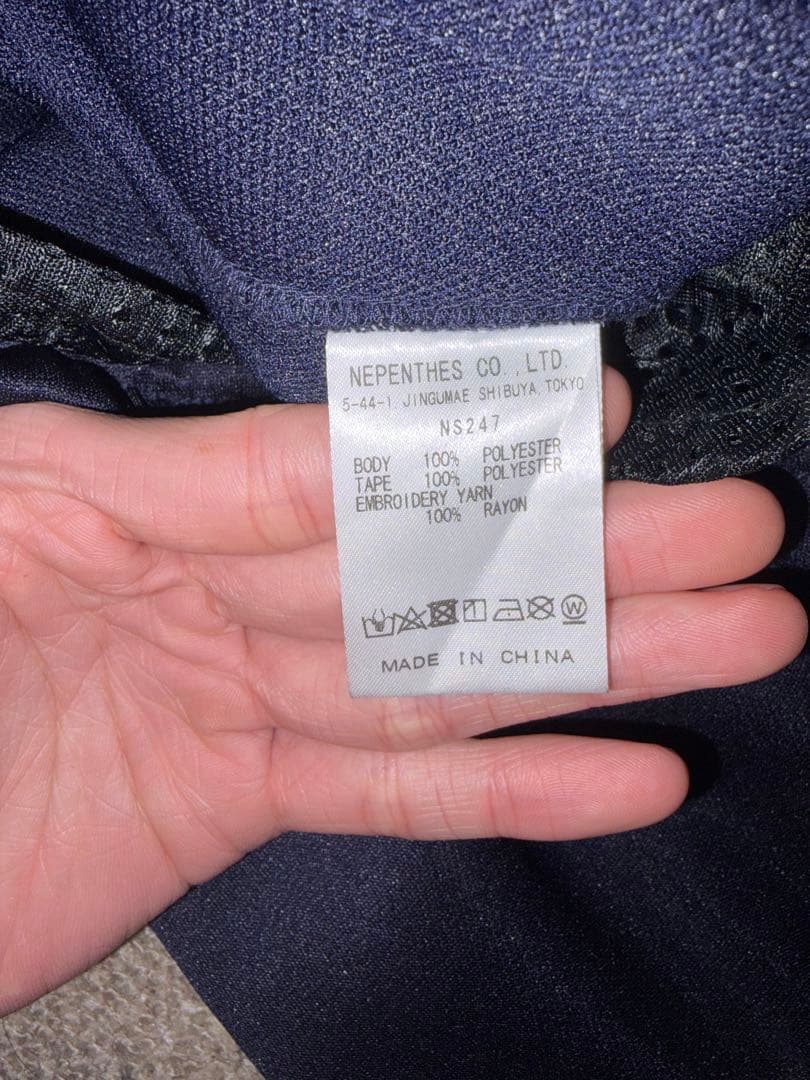 NEPENTHES CO., LTD.
5-44-1, JINGUMAE SHIBUYA, TOKYO
NS247
BODY 100% POLYESTER
TAPE 100% POLYESTER
EMBROIDERY YARN
100% RAYON
W
MADE IN CHINA